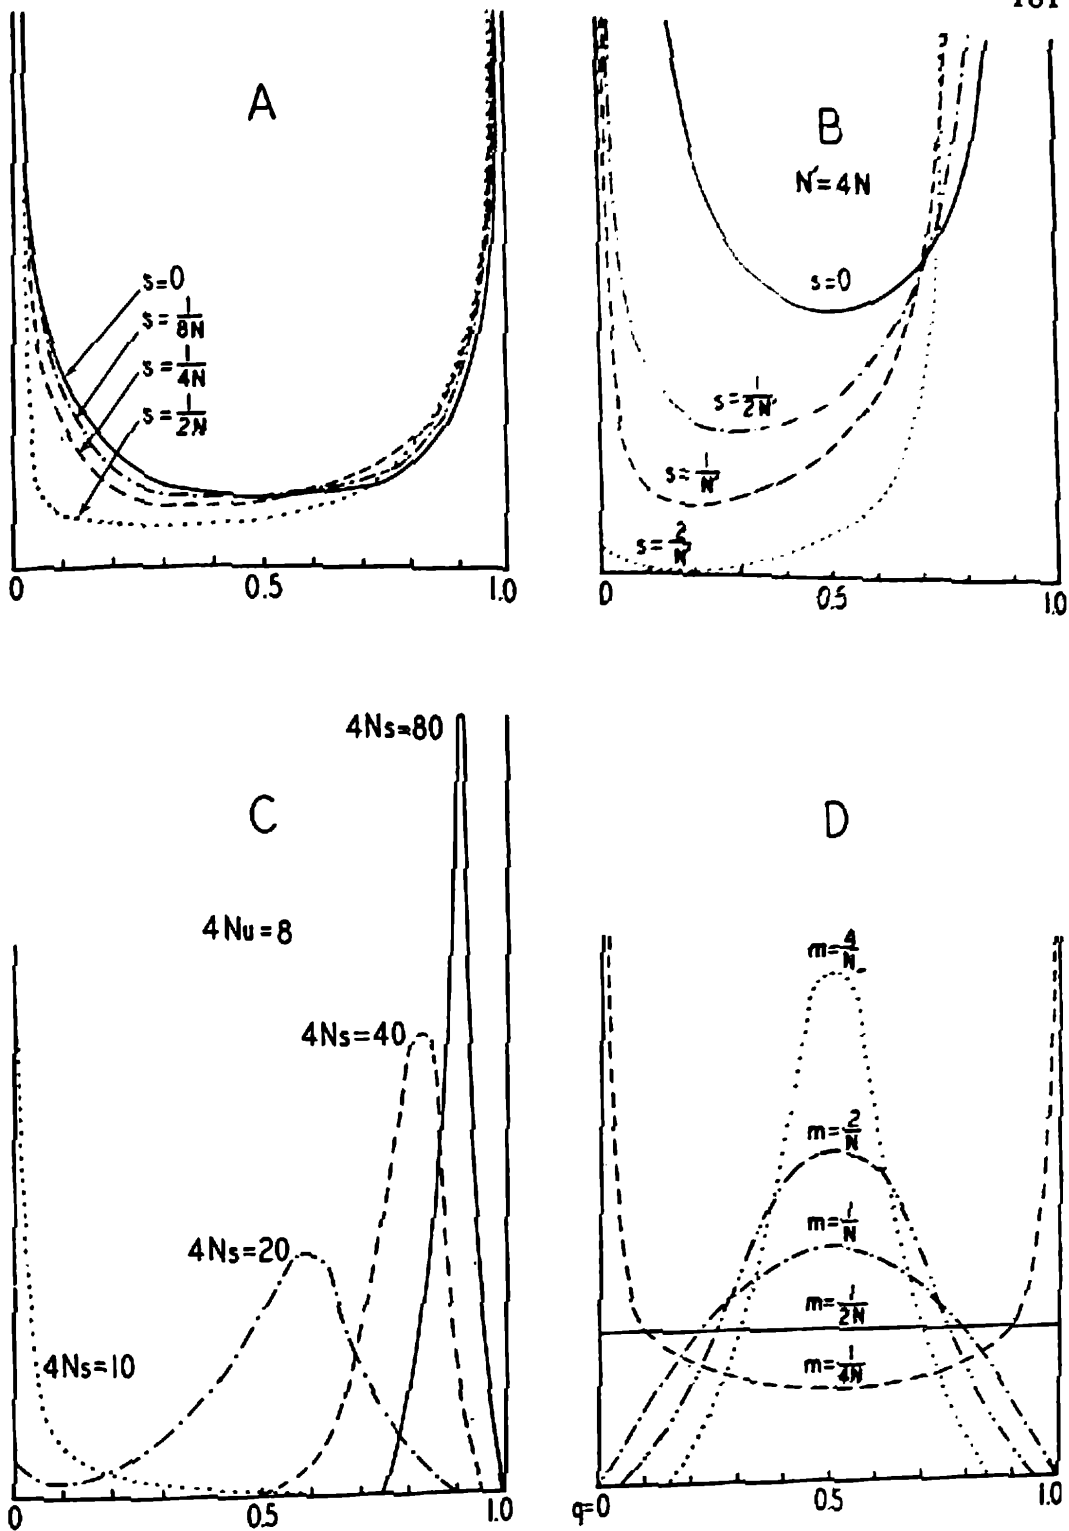 A
s=0
s=1/8N
s=1/4N
s=1/2N
0 0.5 1.0
B
N'=4N
s=0
s=1/2N'
s=1/N'
s=2/N'
0 0.5 1.0
C
4Nu=8
4Ns=80
4Ns=40
4Ns=20
4Ns=10
0 0.5 1.0
D
m=4/N
m=2/N
m=1/N
m=1/2N
m=1/4N
q=0 0.5 1.0